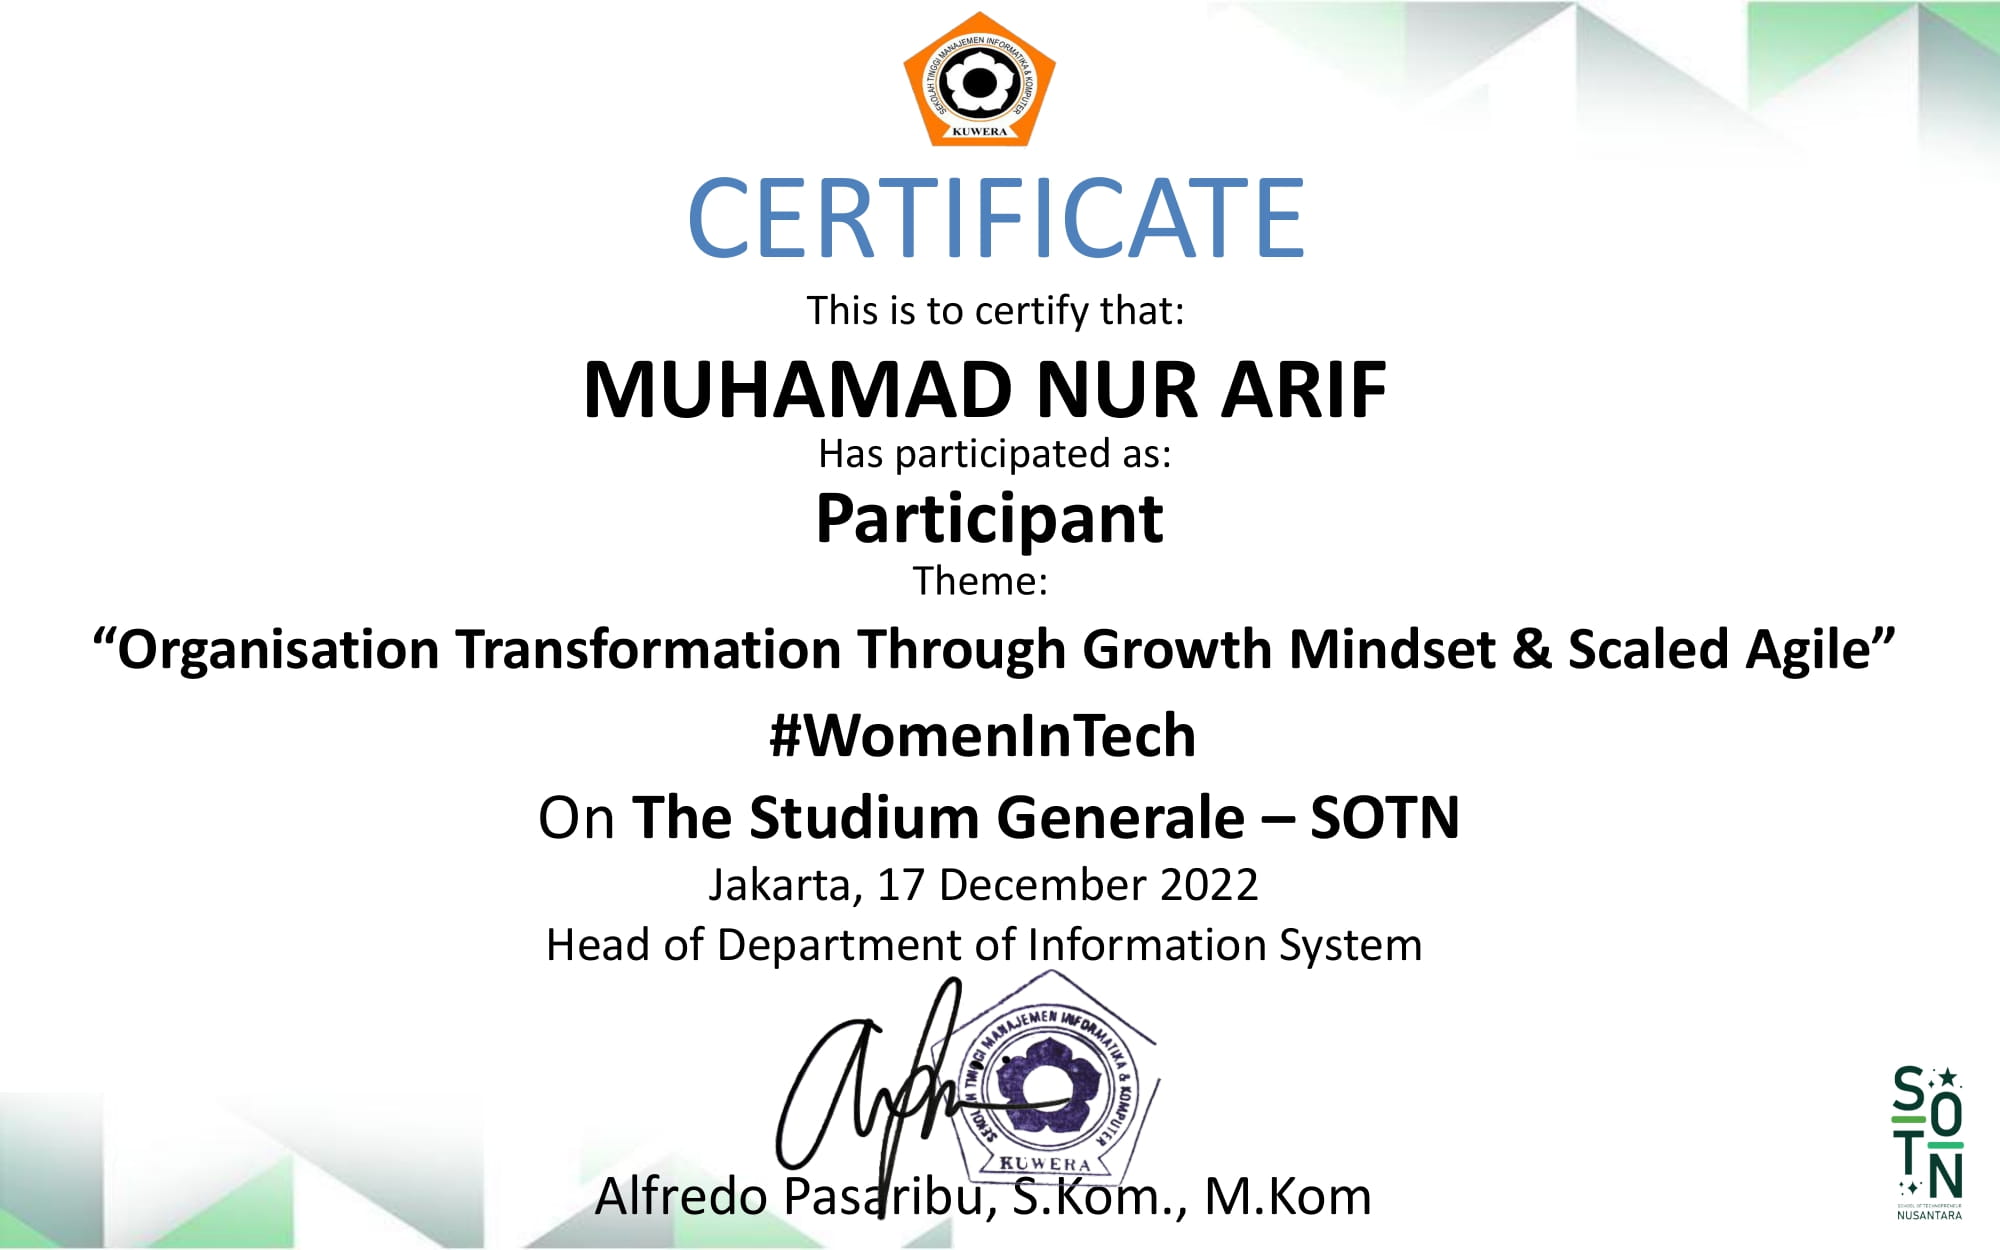 SEKOLAH TINGGI MANAJEMEN INFORMATIKA & KOMPUTER
KUWERA
CERTIFICATE
This is to certify that:
MUHAMAD NUR ARIF
Has participated as:
Participant
Theme:
“Organisation Transformation Through Growth Mindset & Scaled Agile”
#WomenInTech
On The Studium Generale – SOTN
Jakarta, 17 December 2022
Head of Department of Information System
SEKOLAH TINGGI MANAJEMEN INFORMATIKA & KOMPUTER
KUWERA
Alfredo Pasaribu, S.Kom., M.Kom
SOTN
SCHOOL OF TECHNOPRENEUR
NUSANTARA